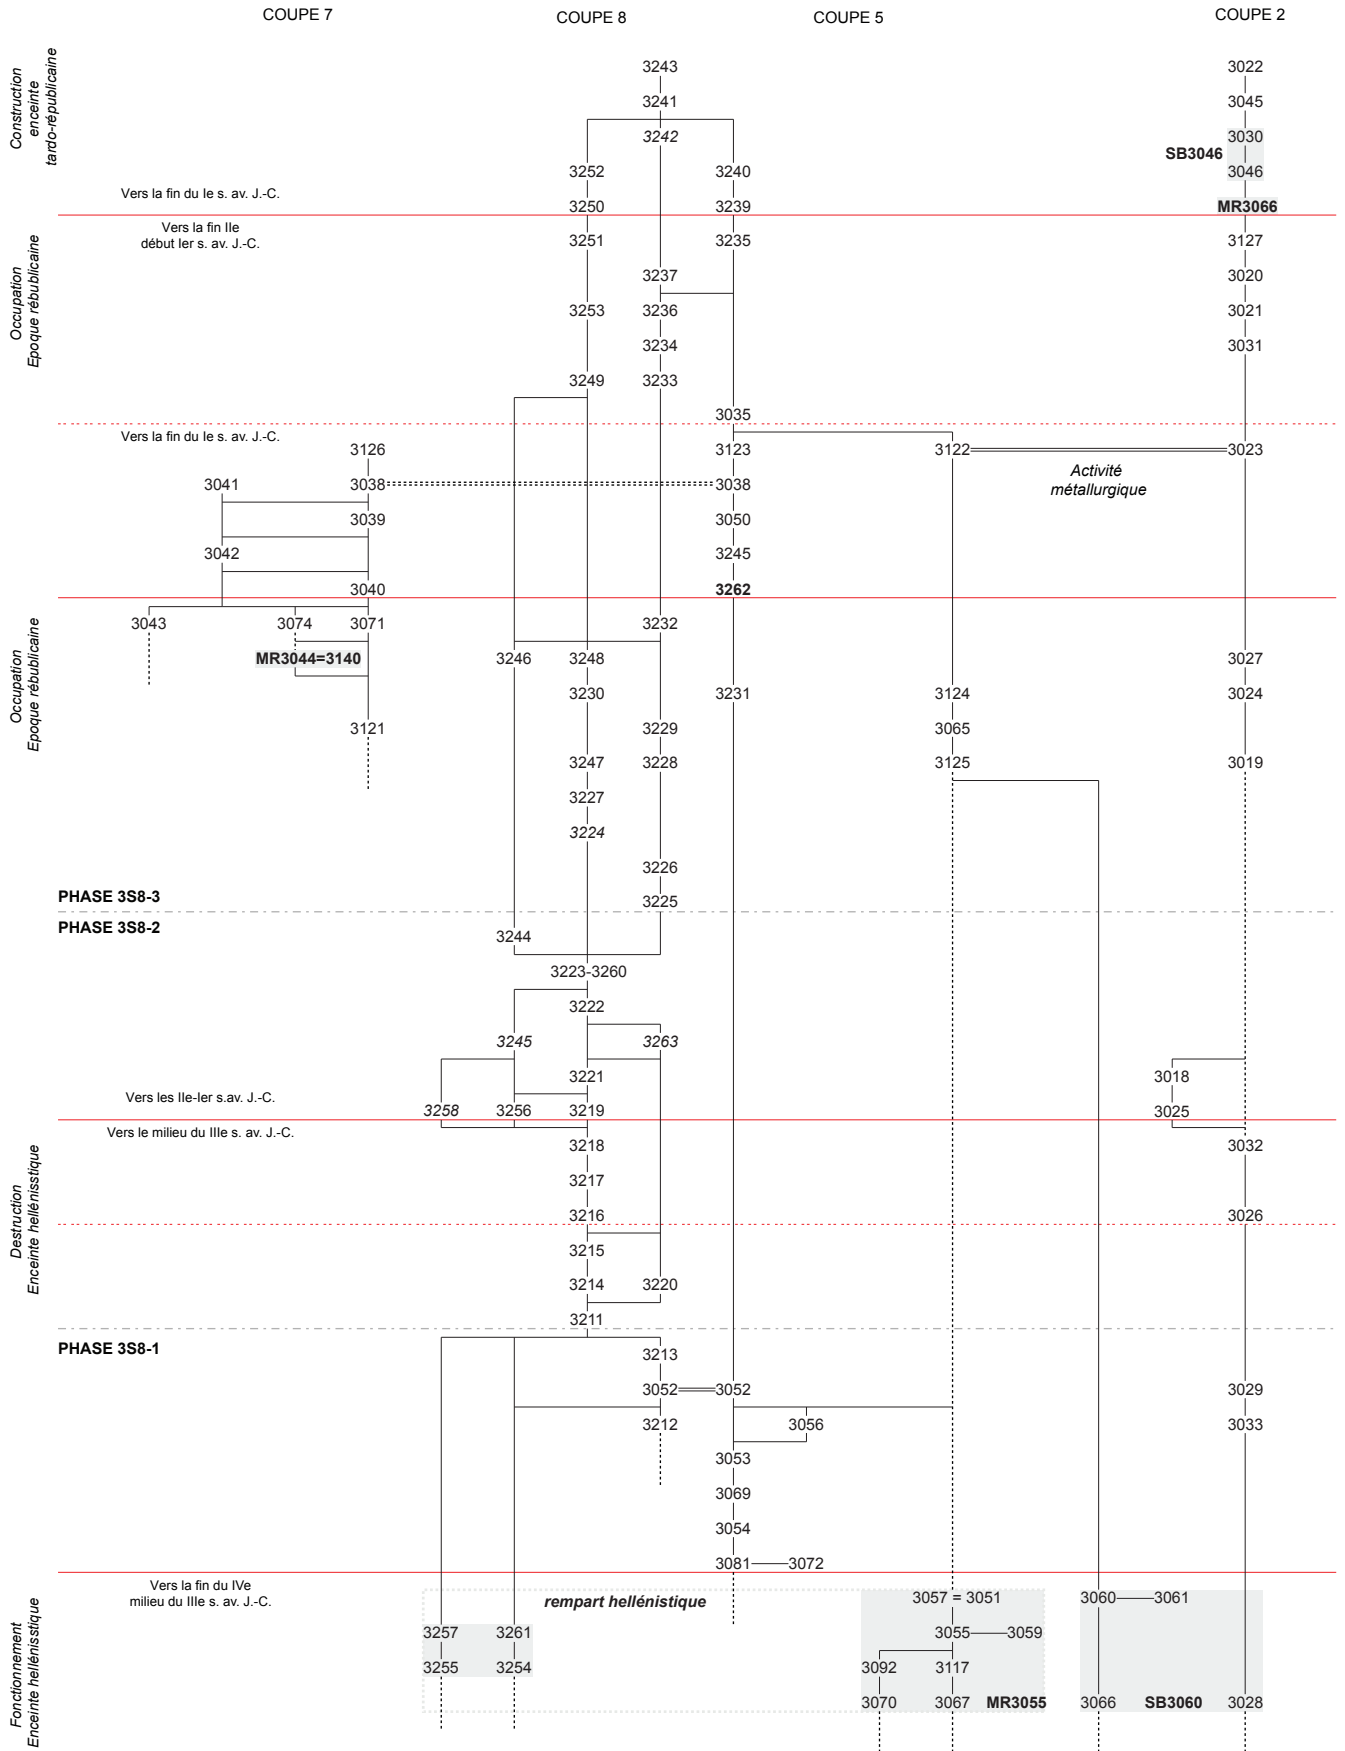 COUPE 7 COUPE 8 COUPE 5 COUPE 2
Construction
enceinte
tardo-républicaine
3243 3022
3241 3045
3242 3030
SB3046
3252 3240 3046
Vers la fin du Ie s. av. J.-C.
3250 3239 MR3066
Vers la fin IIe
début Ier s. av. J.-C.
Occupation
Epoque rébublicaine
3251 3235 3127
3237 3020
3253 3236 3021
3234 3031
3249 3233
3035
Vers la fin du Ie s. av. J.-C.
3126 3123 3122 3023
Activité
métallurgique
3041 3038 3038
3039 3050
3042 3245
3040 3262
Occupation
Epoque rébublicaine
3043 3074 3071 3232
MR3044=3140 3246 3248 3027
3230 3231 3124 3024
3121 3229 3065
3247 3228 3125 3019
3227
3224
3226
PHASE 3S8-3
3225
PHASE 3S8-2
3244
3223-3260
3222
3245 3263
3221 3018
Vers les IIe-Ier s.av. J.-C.
3258 3256 3219 3025
Vers le milieu du IIIe s. av. J.-C.
Destruction
Enceinte hellénisstique
3218 3032
3217
3216 3026
3215
3214 3220
3211
PHASE 3S8-1
3213
3052 3052 3029
3212 3056 3033
3053
3069
3054
3081 3072
Vers la fin du IVe
milieu du IIIe s. av. J.-C.
Fonctionnement
Enceinte hellénisstique
rempart hellénistique 3057 = 3051 3060 3061
3257 3261 3055 3059
3255 3254 3092 3117
3070 3067 MR3055 3066 SB3060 3028